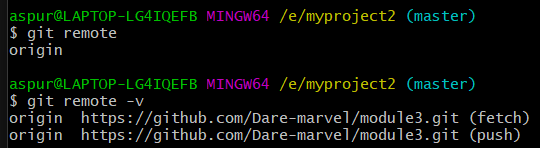 aspur@LAPTOP-LG4IQEFB MINGW64 /e/myproject2 (master)
$ git remote
origin
aspur@LAPTOP-LG4IQEFB MINGW64 /e/myproject2 (master)
$ git remote -v
origin  https://github.com/Dare-marvel/module3.git (fetch)
origin  https://github.com/Dare-marvel/module3.git (push)